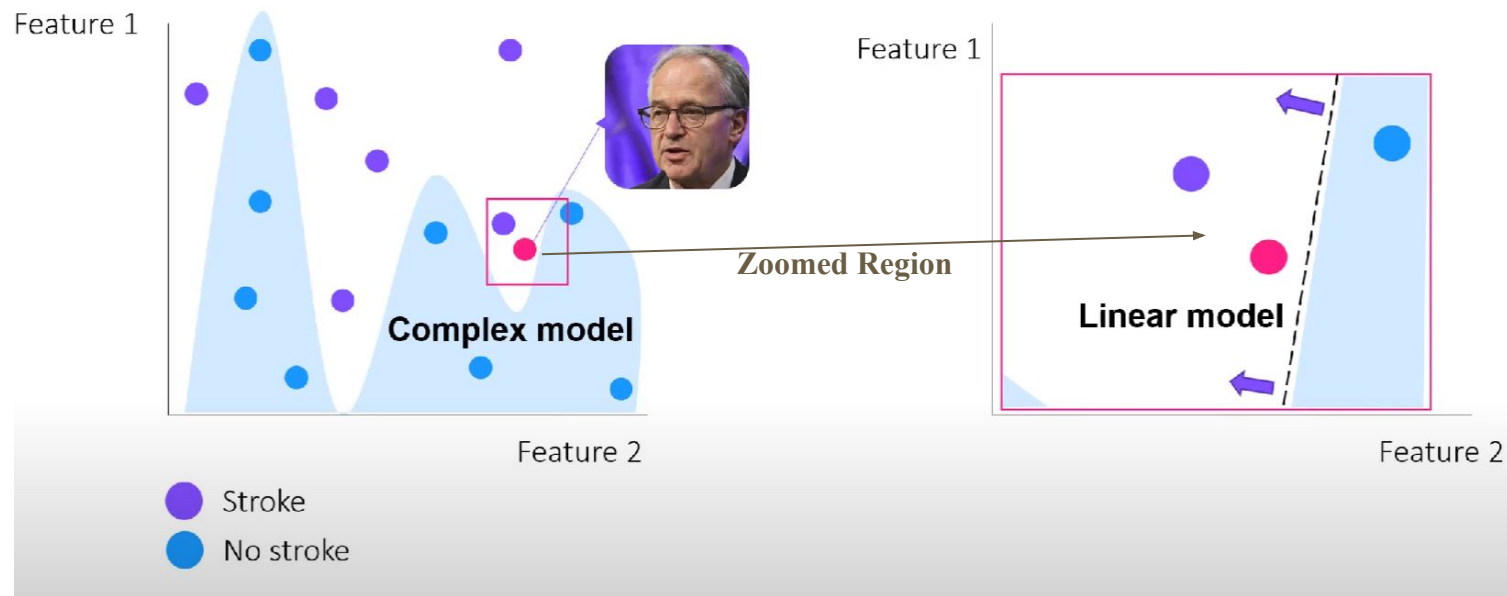 Feature 1
Feature 1
Zoomed Region
Complex model
Linear model
Feature 2
Feature 2
Stroke
No stroke